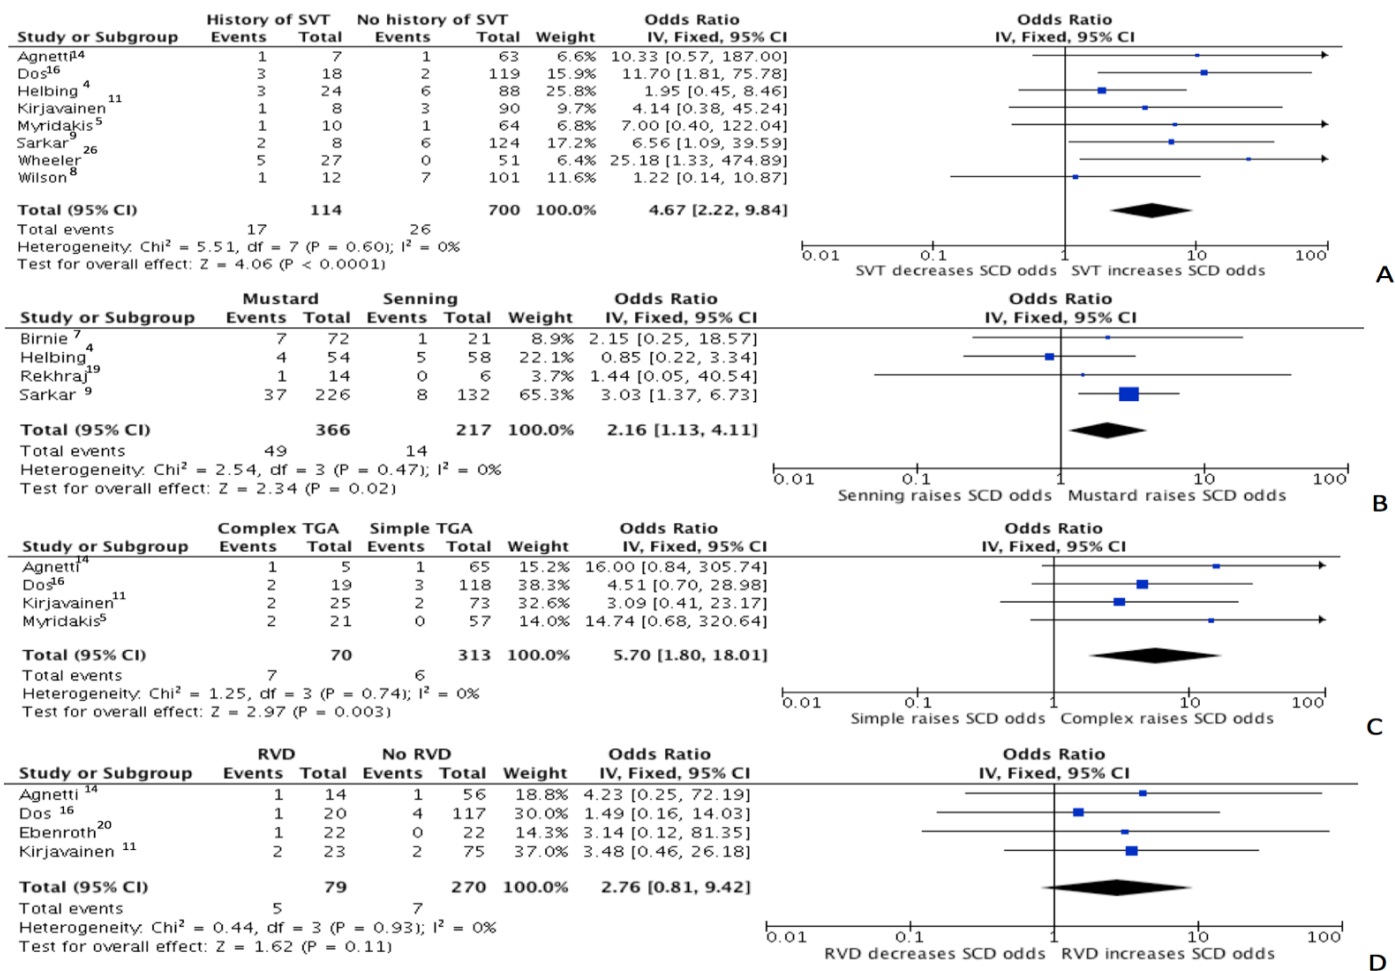 History of SVT No history of SVT Odds Ratio Odds Ratio
Study or Subgroup Events Total Events Total Weight IV, Fixed, 95% CI IV, Fixed, 95% CI
Agnetti14 1 7 1 63 6.6% 10.33 [0.57, 187.00]
Dos16 3 18 2 119 15.9% 11.70 [1.81, 75.78]
Helbing 4 3 24 6 88 25.8% 1.95 [0.45, 8.46]
Kirjavainen 11 1 8 3 90 9.7% 4.14 [0.38, 45.24]
Myridakis5 1 10 1 64 6.8% 7.00 [0.40, 122.04]
Sarkar9 2 8 6 124 17.2% 6.56 [1.09, 39.59]
Wheeler 26 5 27 0 51 6.4% 25.18 [1.33, 474.89]
Wilson8 1 12 7 101 11.6% 1.22 [0.14, 10.87]
Total (95% CI) 114 700 100.0% 4.67 [2.22, 9.84]
Total events 17 26
Heterogeneity: Chi² = 5.51, df = 7 (P = 0.60); I² = 0%
Test for overall effect: Z = 4.06 (P < 0.0001)
0.01 0.1 1 10 100
SVT decreases SCD odds SVT increases SCD odds
A
Mustard Senning Odds Ratio Odds Ratio
Study or Subgroup Events Total Events Total Weight IV, Fixed, 95% CI IV, Fixed, 95% CI
Birnie 7 7 72 1 21 8.9% 2.15 [0.25, 18.57]
Helbing 4 4 54 5 58 22.1% 0.85 [0.22, 3.34]
Rekhraj19 1 14 0 6 3.7% 1.44 [0.05, 40.54]
Sarkar 9 37 226 8 132 65.3% 3.03 [1.37, 6.73]
Total (95% CI) 366 217 100.0% 2.16 [1.13, 4.11]
Total events 49 14
Heterogeneity: Chi² = 2.54, df = 3 (P = 0.47); I² = 0%
Test for overall effect: Z = 2.34 (P = 0.02)
0.01 0.1 1 10 100
Senning raises SCD odds Mustard raises SCD odds
B
Complex TGA Simple TGA Odds Ratio Odds Ratio
Study or Subgroup Events Total Events Total Weight IV, Fixed, 95% CI IV, Fixed, 95% CI
Agnetti14 1 5 1 65 15.2% 16.00 [0.84, 305.74]
Dos16 2 19 3 118 38.3% 4.51 [0.70, 28.98]
Kirjavainen11 2 25 2 73 32.6% 3.09 [0.41, 23.17]
Myridakis5 2 21 0 57 14.0% 14.74 [0.68, 320.64]
Total (95% CI) 70 313 100.0% 5.70 [1.80, 18.01]
Total events 7 6
Heterogeneity: Chi² = 1.25, df = 3 (P = 0.74); I² = 0%
Test for overall effect: Z = 2.97 (P = 0.003)
0.01 0.1 1 10 100
Simple raises SCD odds Complex raises SCD odds
C
RVD No RVD Odds Ratio Odds Ratio
Study or Subgroup Events Total Events Total Weight IV, Fixed, 95% CI IV, Fixed, 95% CI
Agnetti 14 1 14 1 56 18.8% 4.23 [0.25, 72.19]
Dos 16 1 20 4 117 30.0% 1.49 [0.16, 14.03]
Ebenroth20 1 22 0 22 14.3% 3.14 [0.12, 81.35]
Kirjavainen 11 2 23 2 75 37.0% 3.48 [0.46, 26.18]
Total (95% CI) 79 270 100.0% 2.76 [0.81, 9.42]
Total events 5 7
Heterogeneity: Chi² = 0.44, df = 3 (P = 0.93); I² = 0%
Test for overall effect: Z = 1.62 (P = 0.11)
0.01 0.1 1 10 100
RVD decreases SCD odds RVD increases SCD odds
D